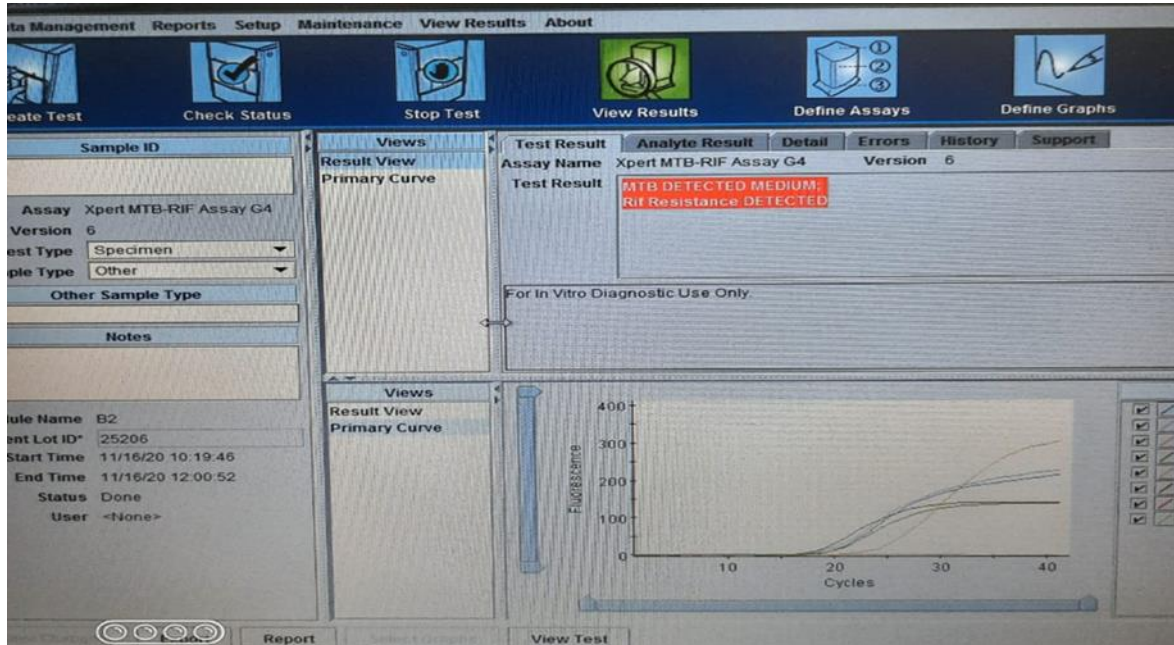 ta Management Reports Setup Maintenance View Results About
eate Test Check Status Stop Test View Results Define Assays Define Graphs
Sample ID
Assay Xpert MTB-RIF Assay G4
Version 6
est Type Specimen
ple Type Other
Other Sample Type
Notes
ule Name B2
ent Lot ID* 25206
Start Time 11/16/20 10:19:46
End Time 11/16/20 12:00:52
Status Done
User <None>
Views
Result View
Primary Curve
Test Result Analyte Result Detail Errors History Support
Assay Name Xpert MTB-RIF Assay G4 Version 6
Test Result MTB DETECTED MEDIUM;
Rif Resistance DETECTED
For In Vitro Diagnostic Use Only.
Views
Result View
Primary Curve
Fluorescence
400
300
200
100
0
10 20 30 40
Cycles
Report View Test